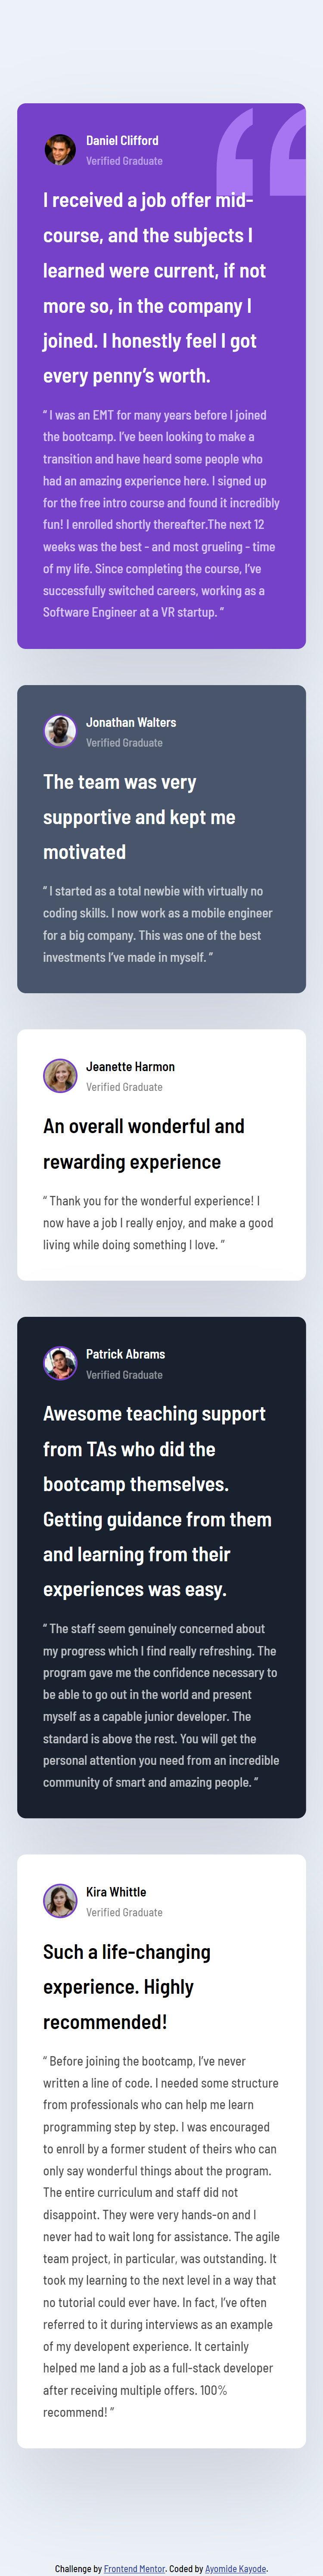 Daniel Clifford
Verified Graduate
I received a job offer mid-
course, and the subjects I
learned were current, if not
more so, in the company I
joined. I honestly feel I got
every penny’s worth.
“ I was an EMT for many years before I joined
the bootcamp. I’ve been looking to make a
transition and have heard some people who
had an amazing experience here. I signed up
for the free intro course and found it incredibly
fun! I enrolled shortly thereafter.The next 12
weeks was the best - and most grueling - time
of my life. Since completing the course, I’ve
successfully switched careers, working as a
Software Engineer at a VR startup. ”
Jonathan Walters
Verified Graduate
The team was very
supportive and kept me
motivated
“ I started as a total newbie with virtually no
coding skills. I now work as a mobile engineer
for a big company. This was one of the best
investments I’ve made in myself. ”
Jeanette Harmon
Verified Graduate
An overall wonderful and
rewarding experience
“ Thank you for the wonderful experience! I
now have a job I really enjoy, and make a good
living while doing something I love. ”
Patrick Abrams
Verified Graduate
Awesome teaching support
from TAs who did the
bootcamp themselves.
Getting guidance from them
and learning from their
experiences was easy.
“ The staff seem genuinely concerned about
my progress which I find really refreshing. The
program gave me the confidence necessary to
be able to go out in the world and present
myself as a capable junior developer. The
standard is above the rest. You will get the
personal attention you need from an incredible
community of smart and amazing people. ”
Kira Whittle
Verified Graduate
Such a life-changing
experience. Highly
recommended!
“ Before joining the bootcamp, I’ve never
written a line of code. I needed some structure
from professionals who can help me learn
programming step by step. I was encouraged
to enroll by a former student of theirs who can
only say wonderful things about the program.
The entire curriculum and staff did not
disappoint. They were very hands-on and I
never had to wait long for assistance. The agile
team project, in particular, was outstanding. It
took my learning to the next level in a way that
no tutorial could ever have. In fact, I’ve often
referred to it during interviews as an example
of my developent experience. It certainly
helped me land a job as a full-stack developer
after receiving multiple offers. 100%
recommend! ”
Challenge by Frontend Mentor. Coded by Ayomide Kayode.